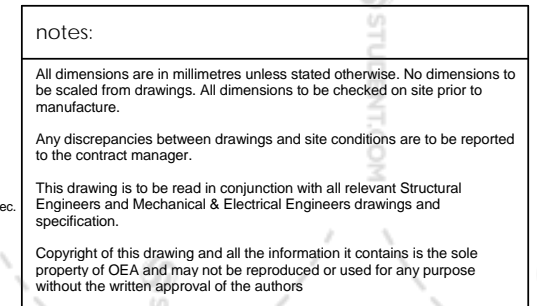 notes:
All dimensions are in millimetres unless stated otherwise. No dimensions to
be scaled from drawings. All dimensions to be checked on site prior to
manufacture.
Any discrepancies between drawings and site conditions are to be reported
to the contract manager.
This drawing is to be read in conjunction with all relevant Structural
ec.
Engineers and Mechanical & Electrical Engineers drawings and
specification.
Copyright of this drawing and all the information it contains is the sole
property of OEA and may not be reproduced or used for any purpose
without the written approval of the authors
STUDENT.COM